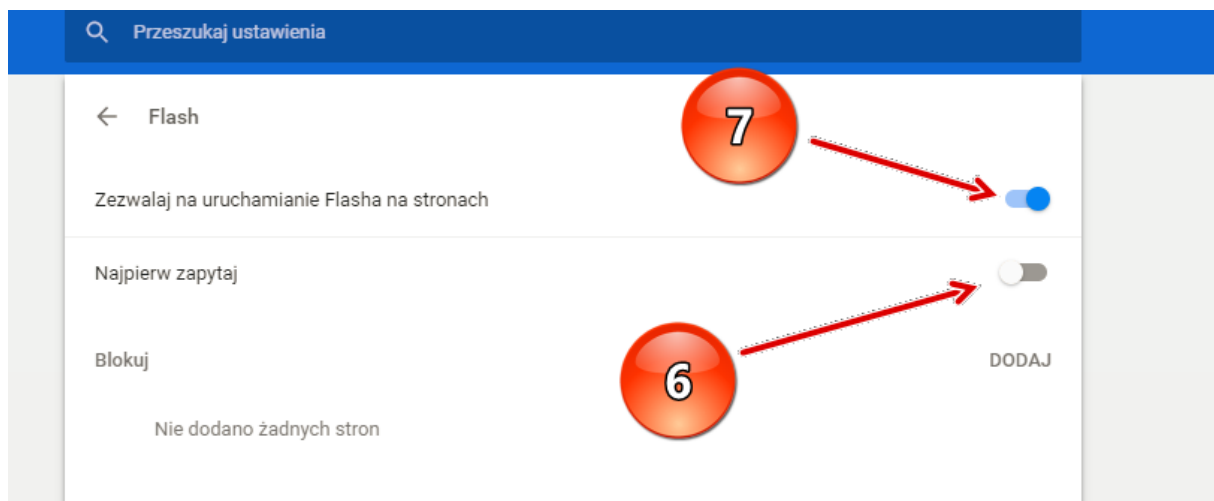 Przeszukaj ustawienia
Flash
7
Zezwalaj na uruchamianie Flasha na stronach
Najpierw zapytaj
6
Blokuj DODAJ
Nie dodano żadnych stron